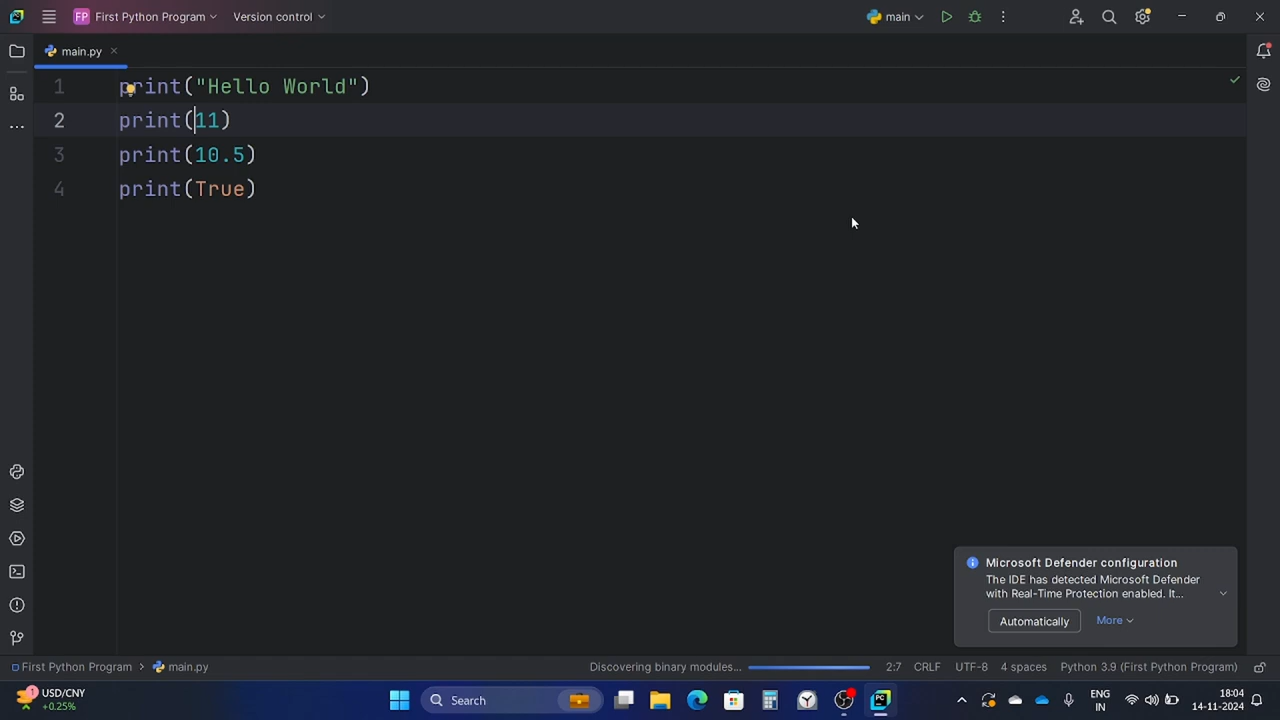 FP First Python Program Version control main
main.py
1 print("Hello World")
2 print(11)
3 print(10.5)
4 print(True)
Microsoft Defender configuration
The IDE has detected Microsoft Defender
with Real-Time Protection enabled. It...
Automatically More
First Python Program main.py Discovering binary modules... 2:7 CRLF UTF-8 4 spaces Python 3.9 (First Python Program)
1 USD/CNY
+0.25%
Search
PC
ENG
IN
18:04
14-11-2024